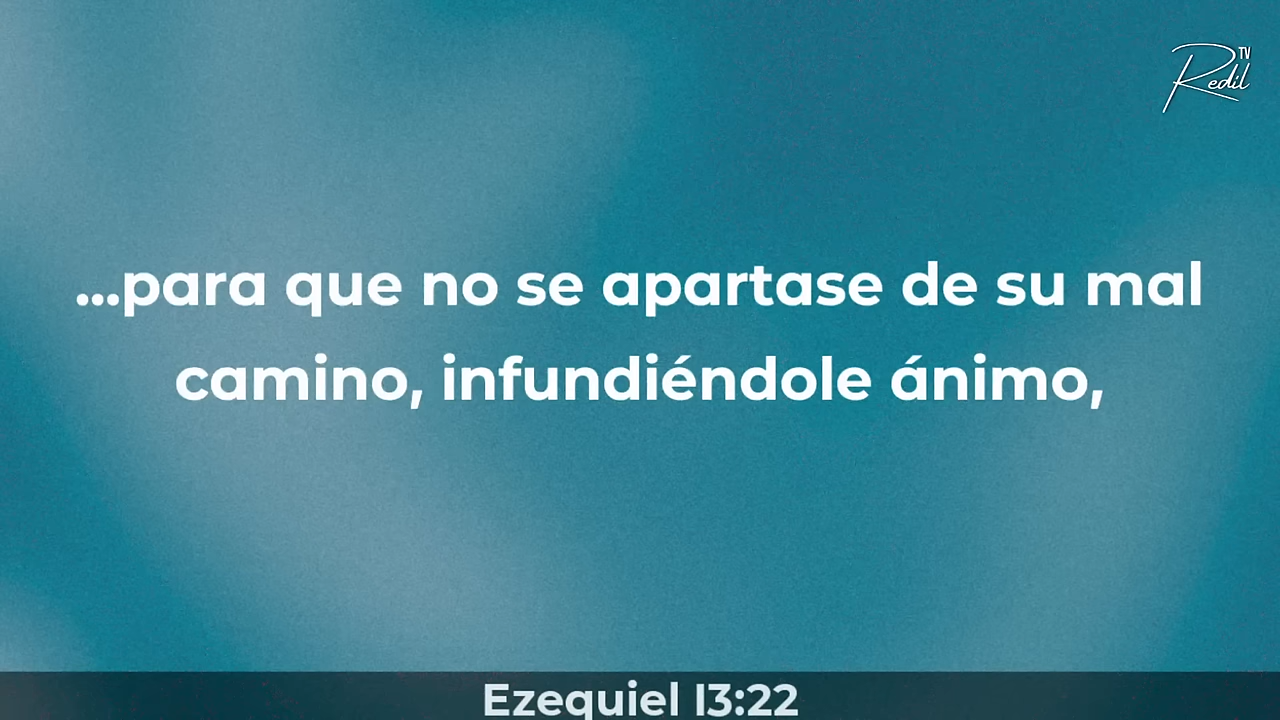 TV
Redil
...para que no se apartase de su mal
camino, infundiéndole ánimo,
Ezequiel 13:22